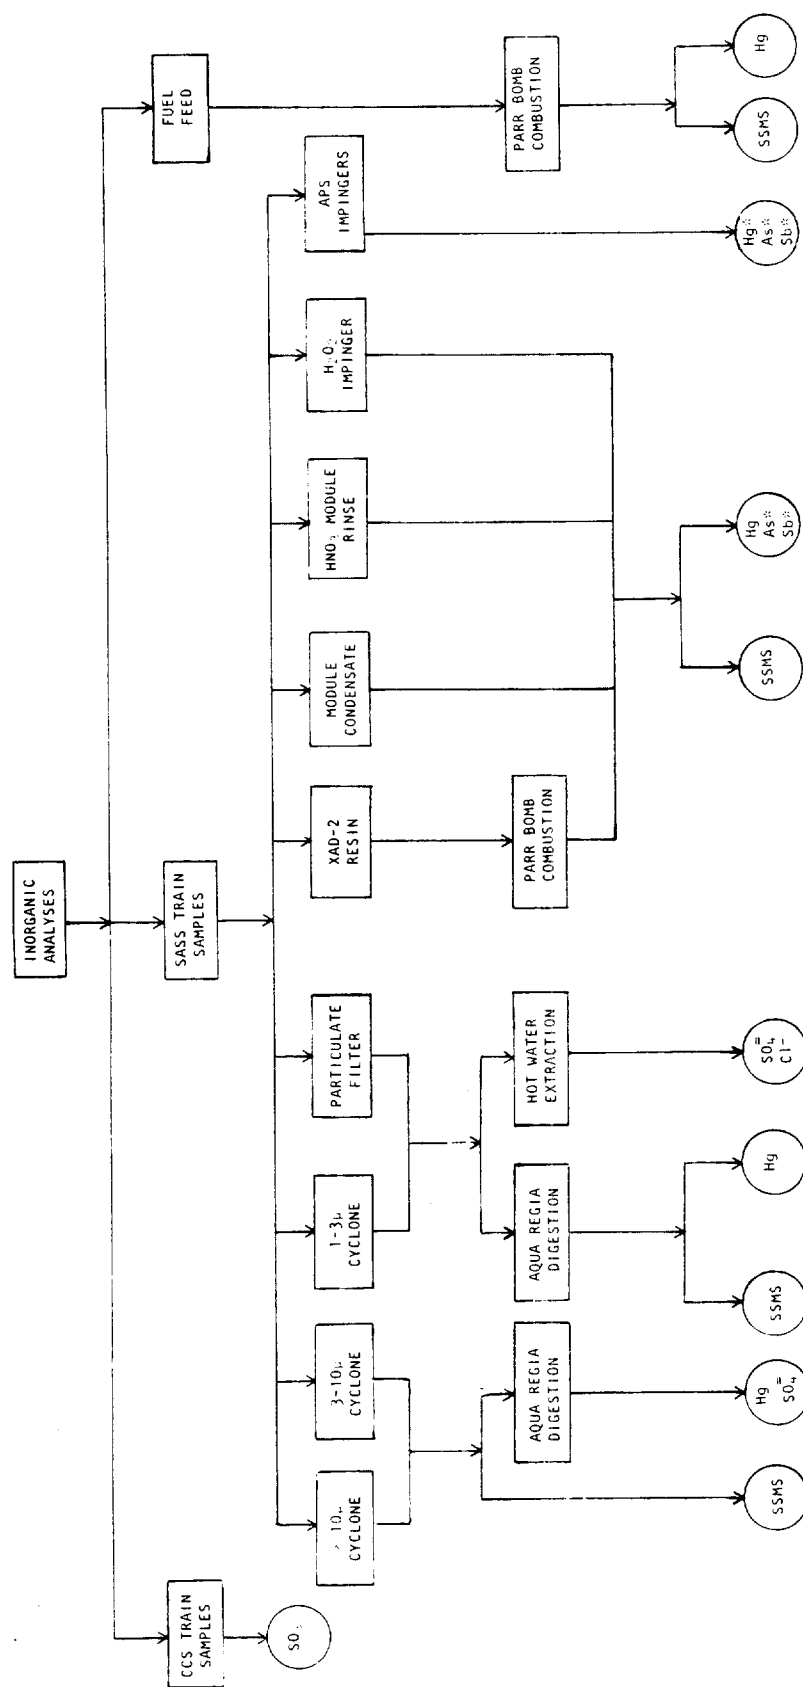 INORGANIC
ANALYSES
CCS TRAIN
SAMPLES
SASS TRAIN
SAMPLES
FUEL
FEED
SO₃
> 10μ
CYCLONE
3-10μ
CYCLONE
1-3μ
CYCLONE
PARTICULATE
FILTER
XAD-2
RESIN
MODULE
CONDENSATE
HNO₃ MODULE
RINSE
H₂O₂
IMPINGER
APS
IMPINGERS
AQUA REGIA
DIGESTION
AQUA REGIA
DIGESTION
HOT WATER
EXTRACTION
PARR BOMB
COMBUSTION
PARR BOMB
COMBUSTION
SSMS
Hg
SO₄⁼
SSMS
Hg
SO₄⁼
Cl-
SSMS
Hg
As*
Sb*
Hg*
As*
Sb*
SSMS
Hg